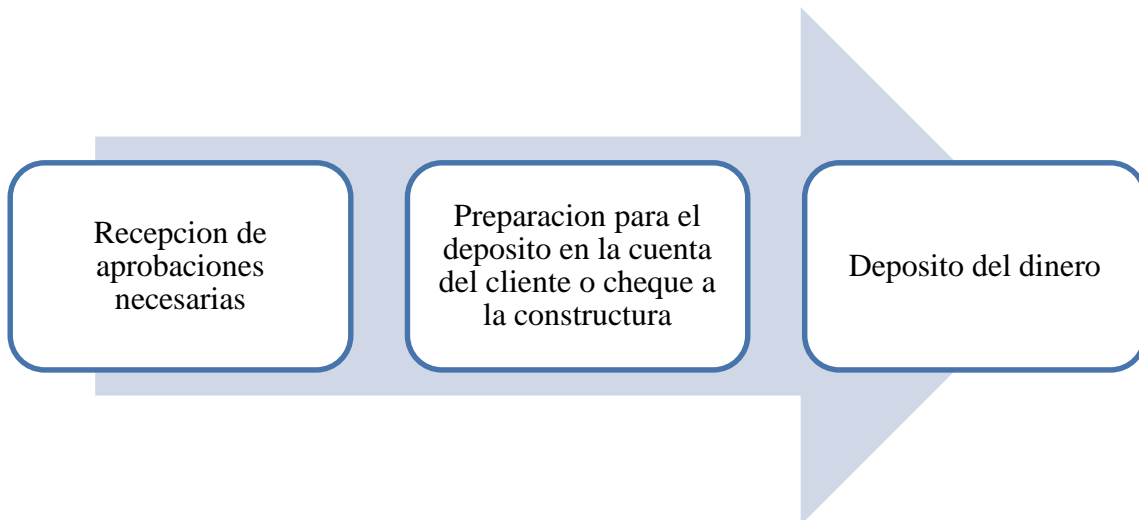 Recepcion de
aprobaciones
necesarias
Preparacion para el
deposito en la cuenta
del cliente o cheque a
la constructura
Deposito del dinero